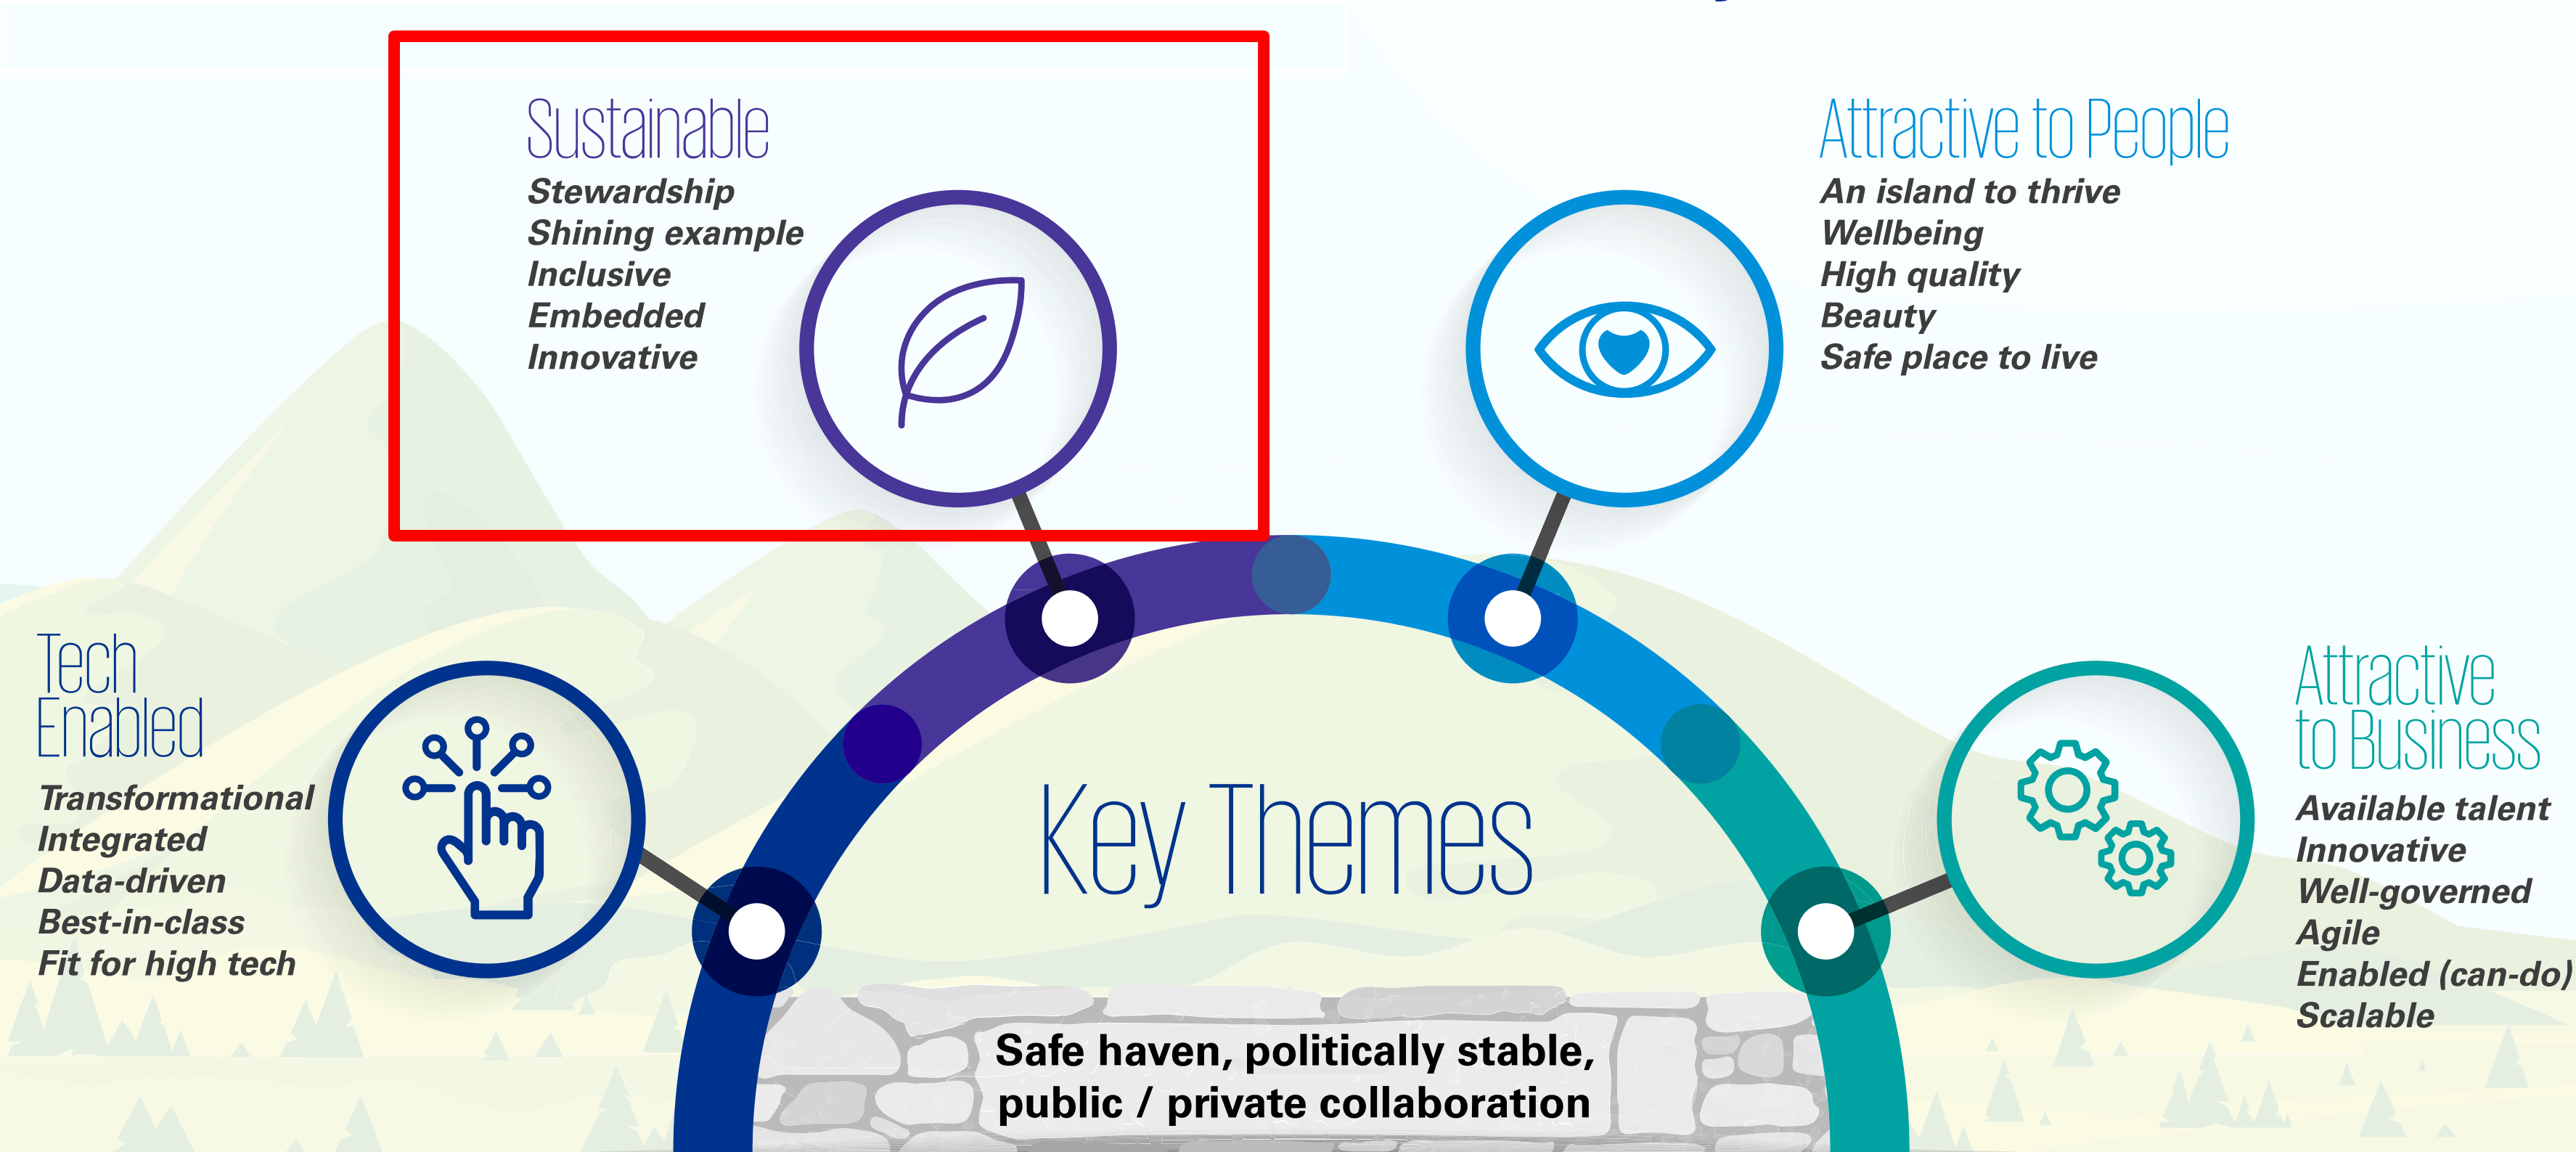 Sustainable
Stewardship
Shining example
Inclusive
Embedded
Innovative
Attractive to People
An island to thrive
Wellbeing
High quality
Beauty
Safe place to live
Tech
Enabled
Transformational
Integrated
Data-driven
Best-in-class
Fit for high tech
Attractive
to Business
Available talent
Innovative
Well-governed
Agile
Enabled (can-do)
Scalable
Key Themes
Safe haven, politically stable,
public / private collaboration